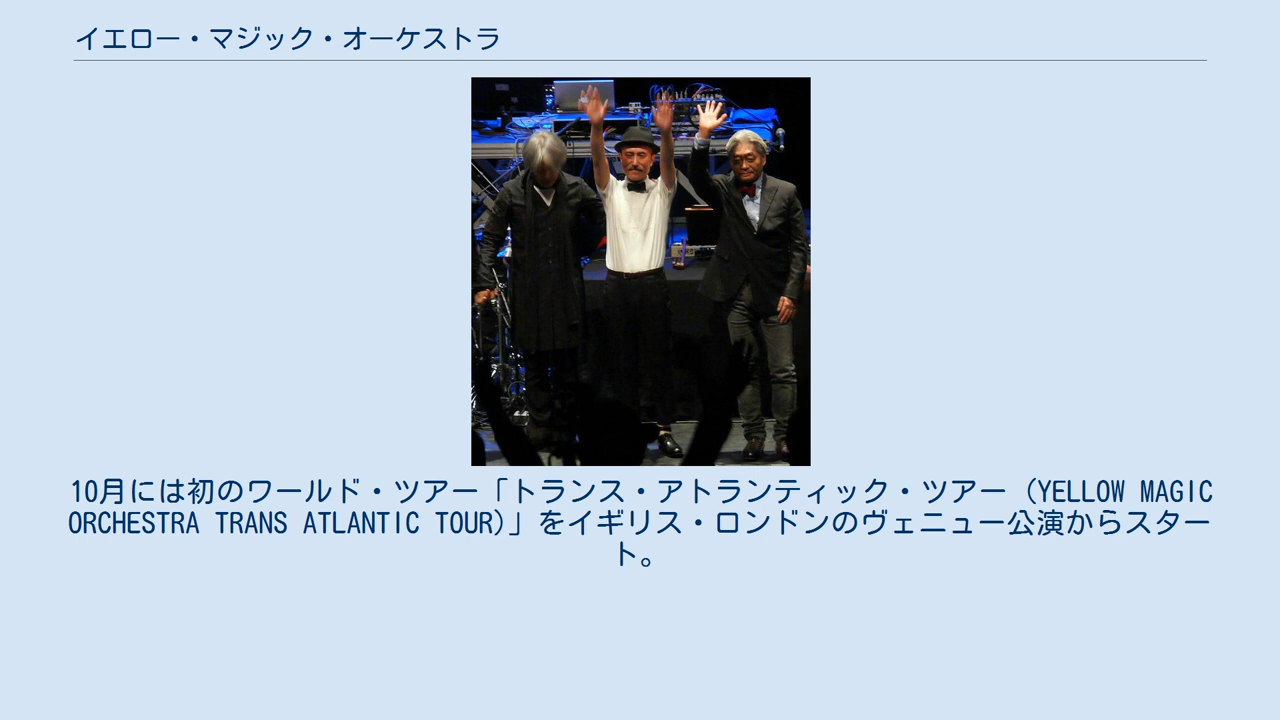 イエロー・マジック・オーケストラ
10月には初のワールド・ツアー「トランス・アトランティック・ツアー（YELLOW MAGIC
ORCHESTRA TRANS ATLANTIC TOUR)」をイギリス・ロンドンのヴェニュー公演からスター
ト。